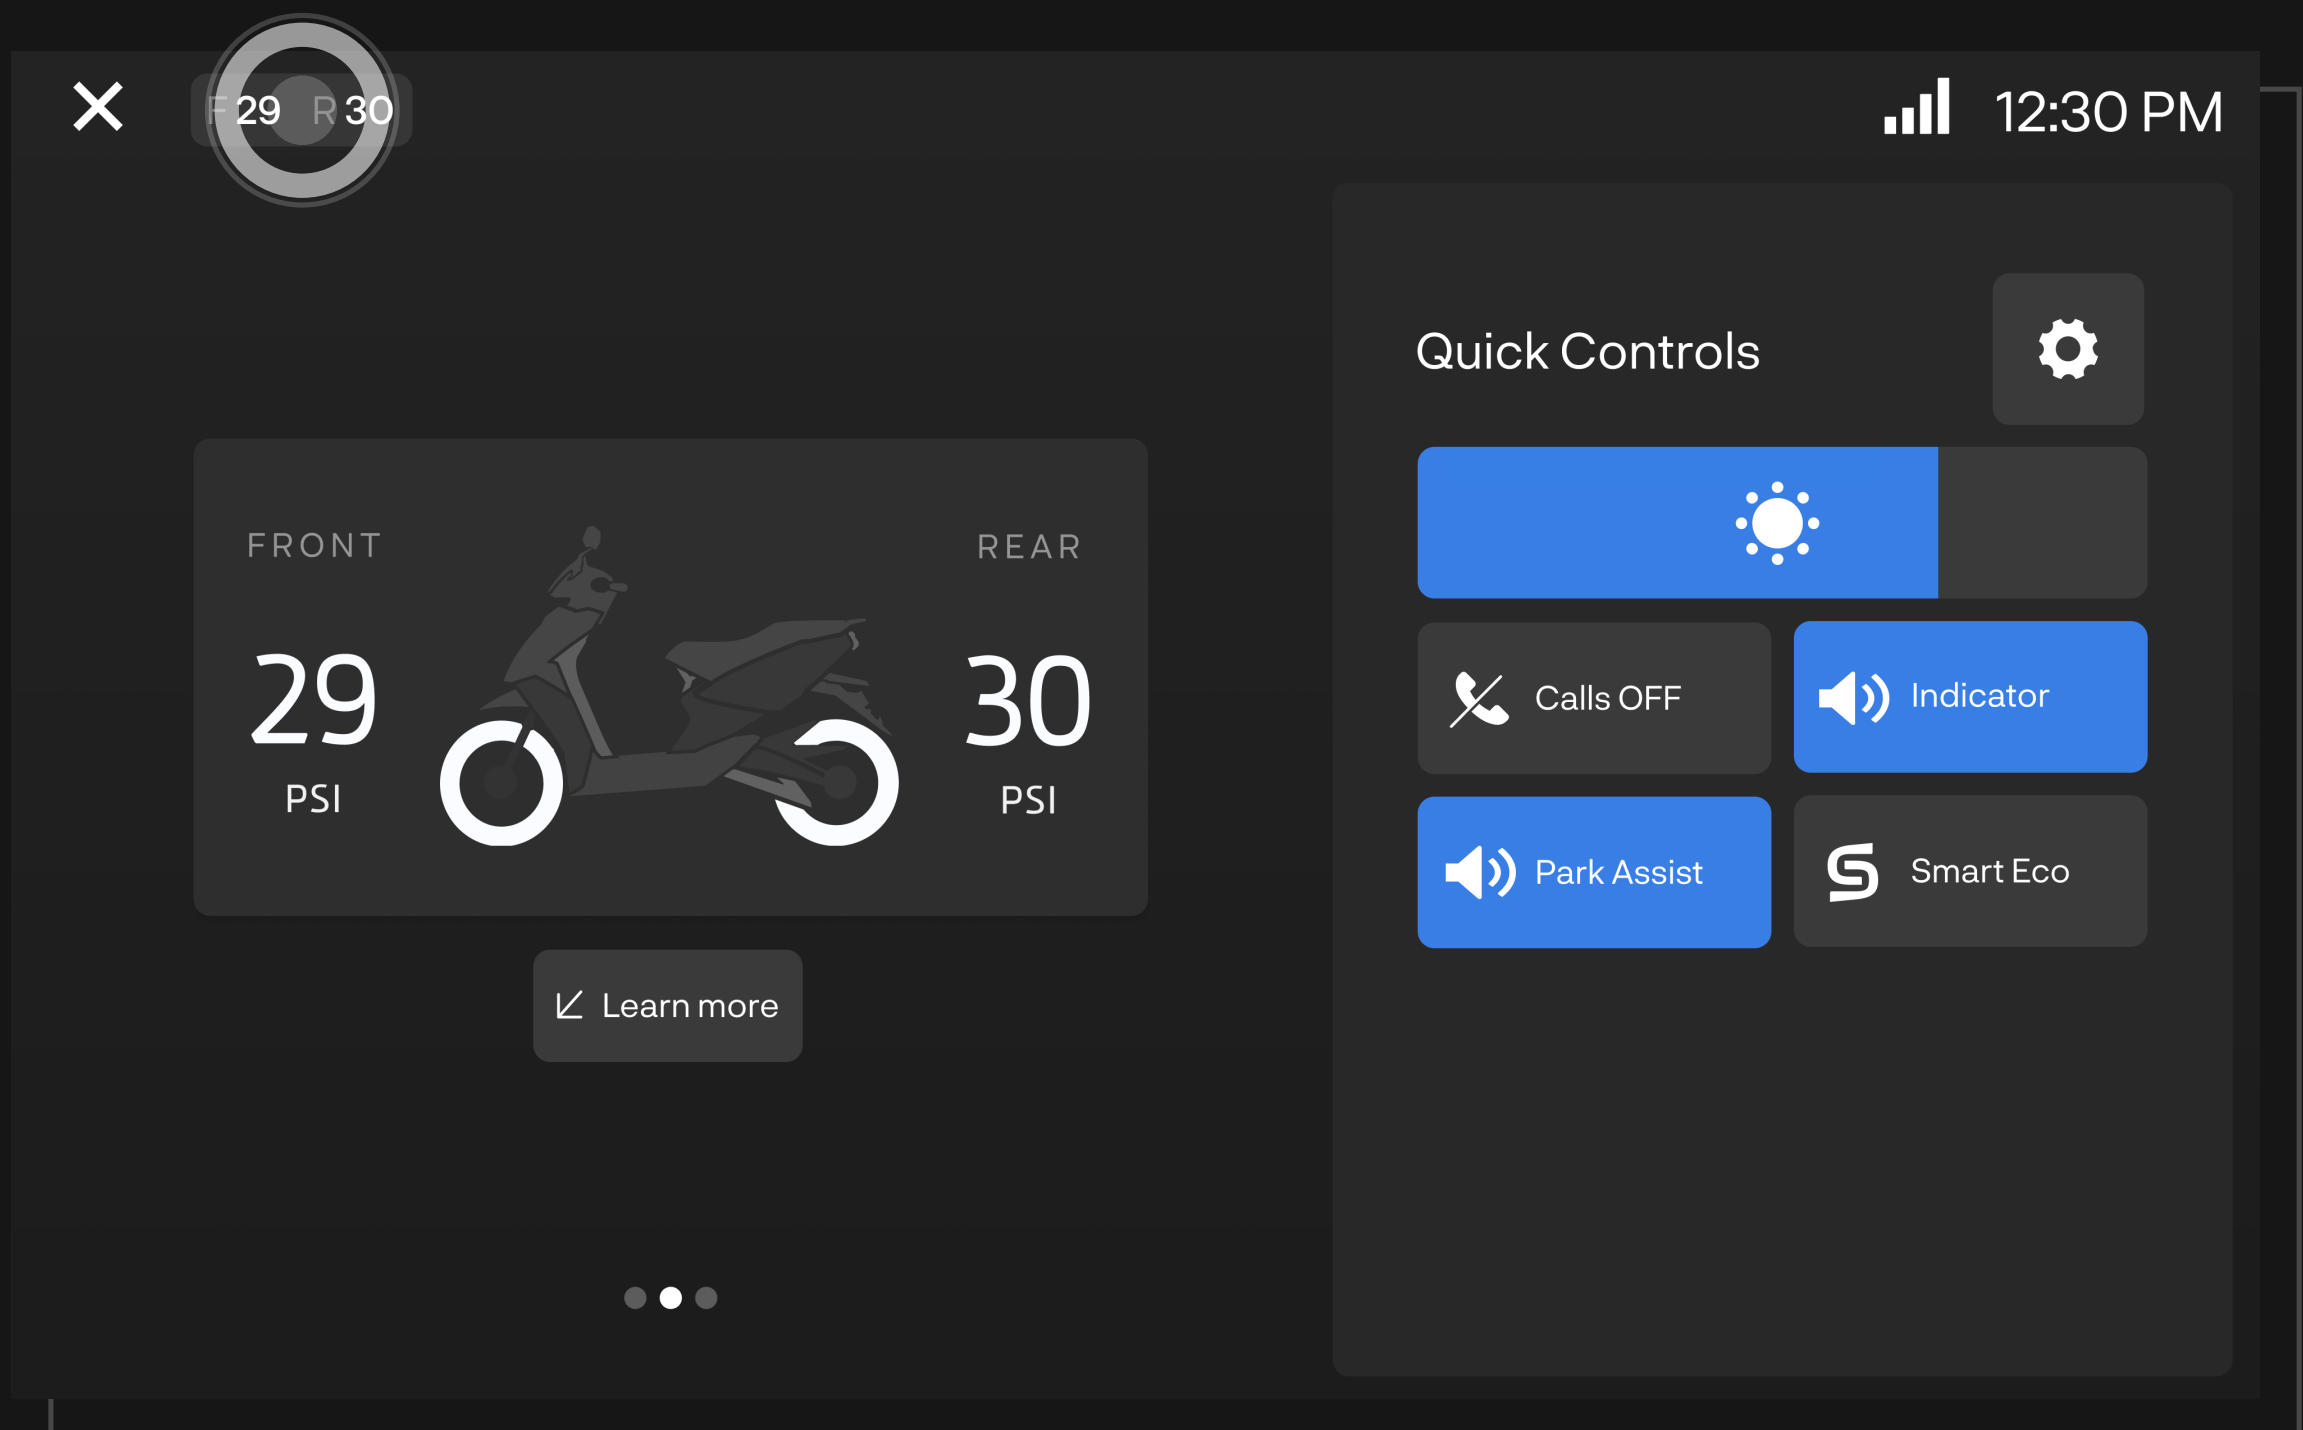 F 29 R 30
12:30 PM
FRONT
REAR
29
30
PSI
PSI
Learn more
Quick Controls
Calls OFF
Indicator
Park Assist
Smart Eco